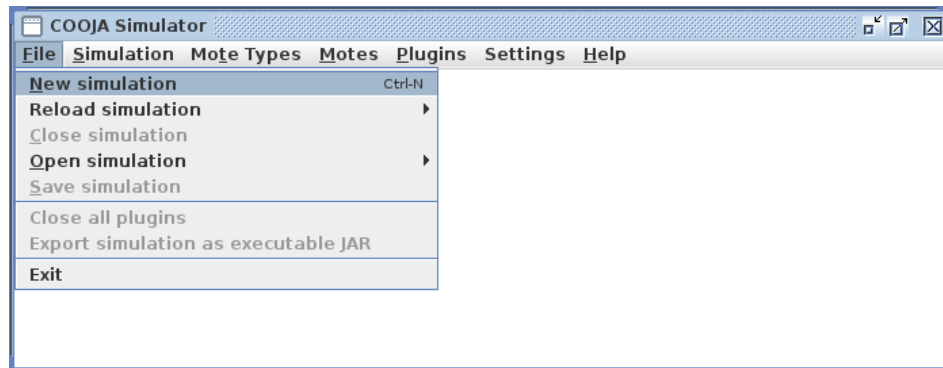 COOJA Simulator
File Simulation Mote Types Motes Plugins Settings Help
New simulation Ctrl-N
Reload simulation
Close simulation
Open simulation
Save simulation
Close all plugins
Export simulation as executable JAR
Exit